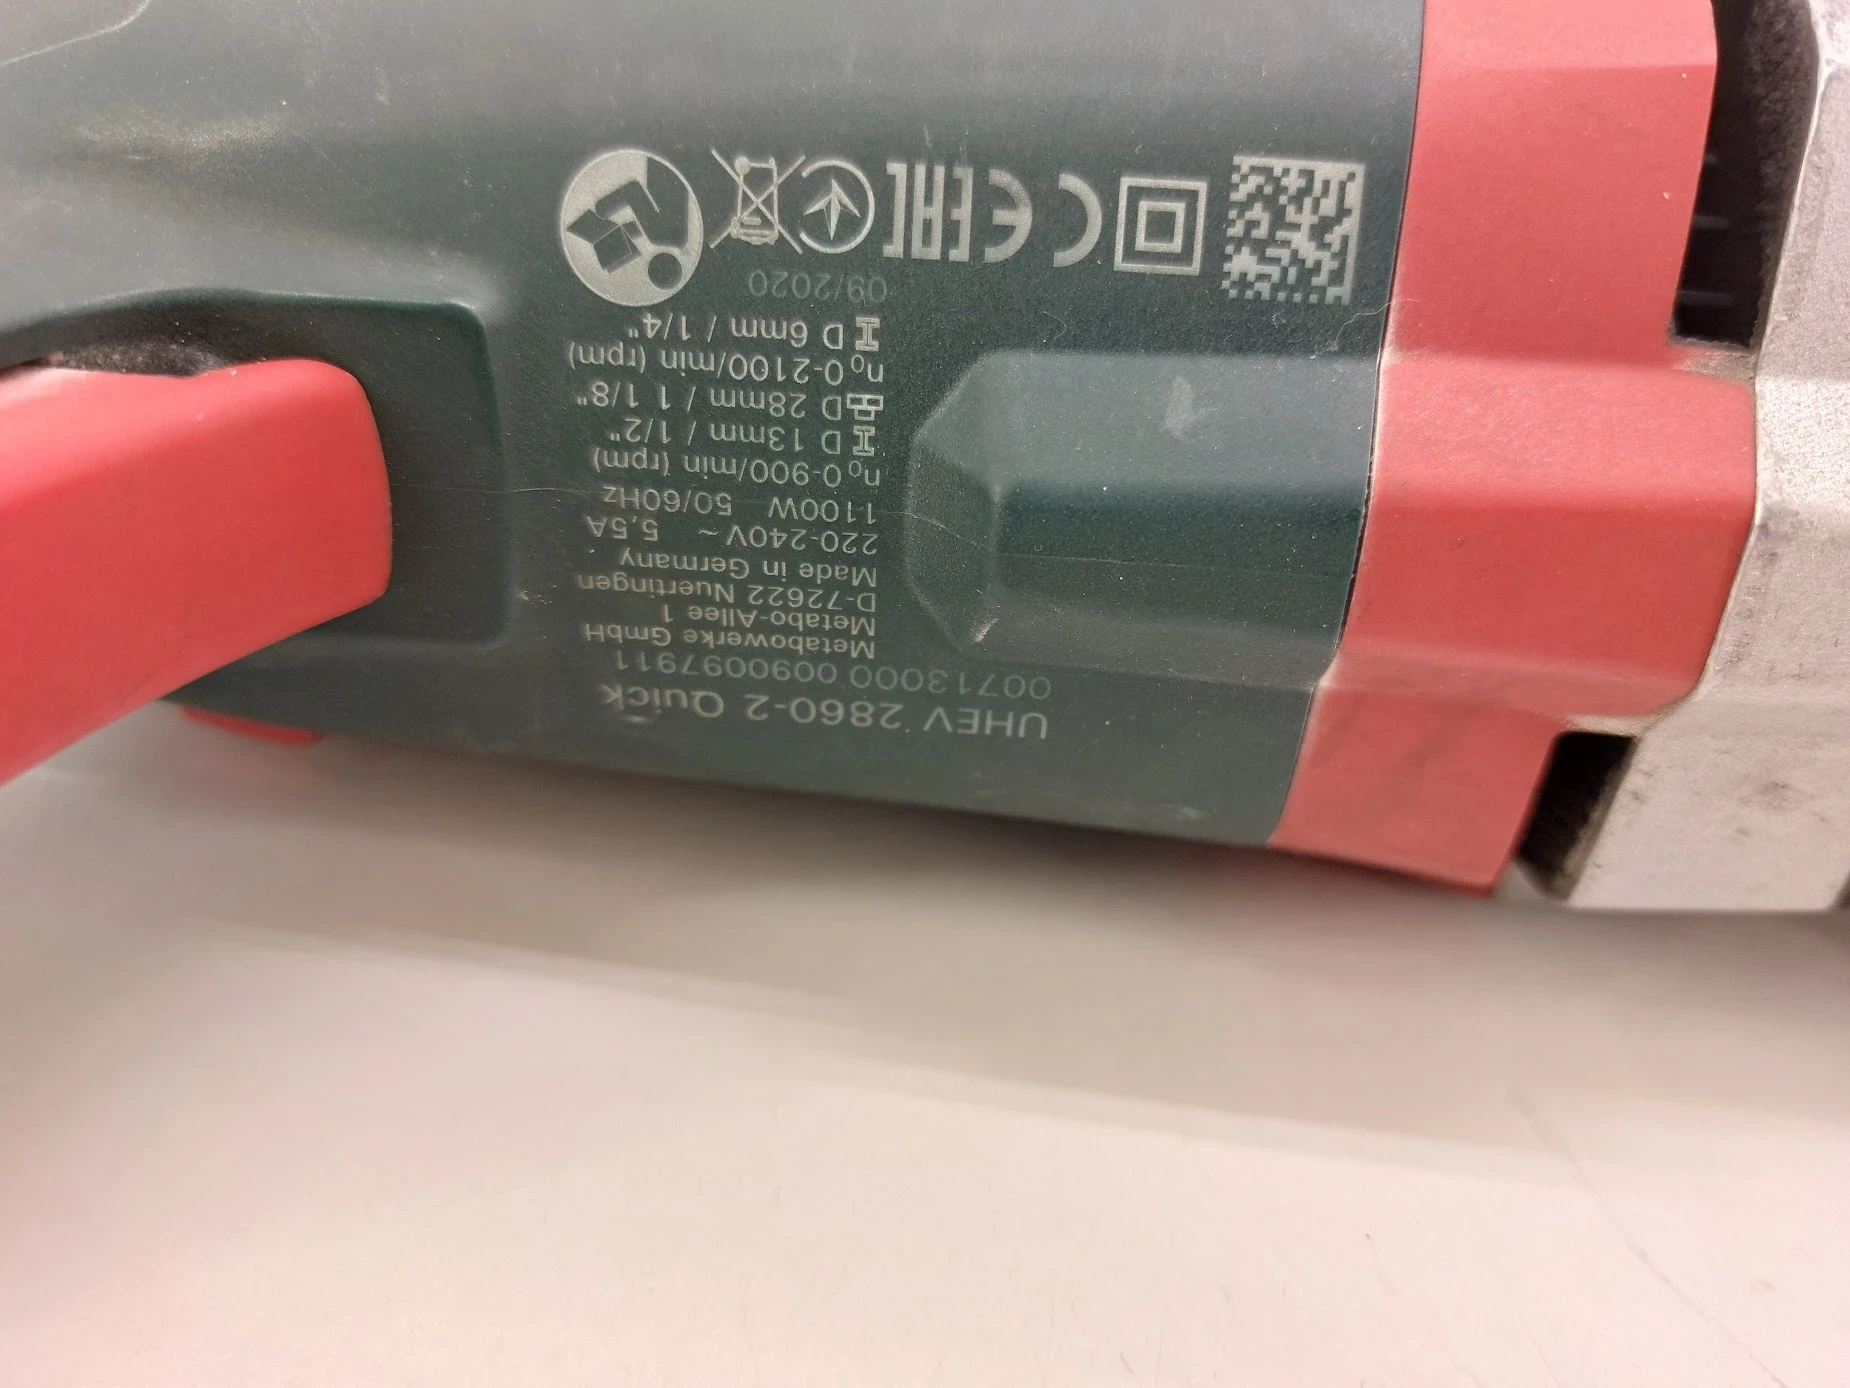 UHEV 2860-2 Quick
00713000 0090097911
Metabowerke GmbH
Metabo-Allee 1
D-72622 Nuertingen
Made in Germany
220-240V ~ 5,5A
1100W 50/60Hz
n₀ 0-900/min (rpm)
D 13mm / 1/2"
D 28mm / 1 1/8"
n₀ 0-2100/min (rpm)
D 6mm / 1/4"
09/2020
CE EAC